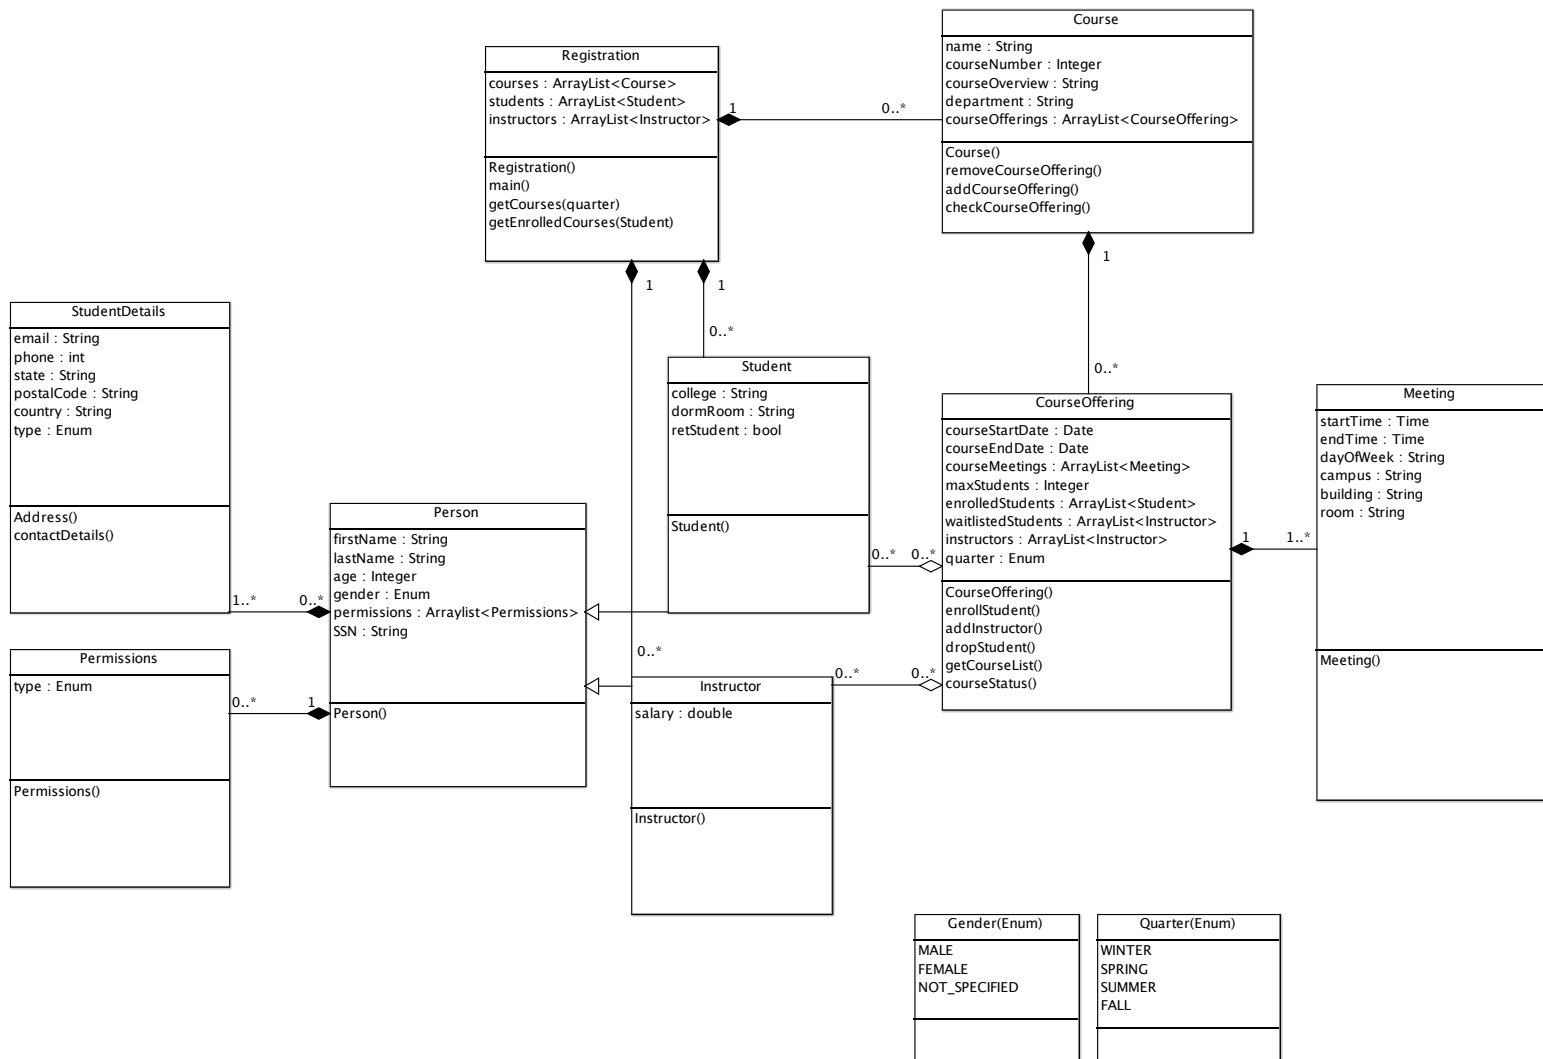 Course
name : String
courseNumber : Integer
courseOverview : String
department : String
courseOfferings : ArrayList<CourseOffering>
Course()
removeCourseOffering()
addCourseOffering()
checkCourseOffering()
Registration
courses : ArrayList<Course>
students : ArrayList<Student>
instructors : ArrayList<Instructor>
Registration()
main()
getCourses(quarter)
getEnrolledCourses(Student)
1
0..*
1
1
1
0..*
0..*
StudentDetails
email : String
phone : int
state : String
postalCode : String
country : String
type : Enum
Address()
contactDetails()
Student
college : String
dormRoom : String
retStudent : bool
Student()
CourseOffering
courseStartDate : Date
courseEndDate : Date
courseMeetings : ArrayList<Meeting>
maxStudents : Integer
enrolledStudents : ArrayList<Student>
waitlistedStudents : ArrayList<Instructor>
instructors : ArrayList<Instructor>
quarter : Enum
CourseOffering()
enrollStudent()
addInstructor()
dropStudent()
getCourseList()
courseStatus()
Meeting
startTime : Time
endTime : Time
dayOfWeek : String
campus : String
building : String
room : String
Meeting()
1
1..*
0..*
0..*
Person
firstName : String
lastName : String
age : Integer
gender : Enum
permissions : Arraylist<Permissions>
SSN : String
Person()
1..*
0..*
Permissions
type : Enum
Permissions()
0..*
1
0..*
0..*
0..*
Instructor
salary : double
Instructor()
Gender(Enum)
MALE
FEMALE
NOT_SPECIFIED
Quarter(Enum)
WINTER
SPRING
SUMMER
FALL